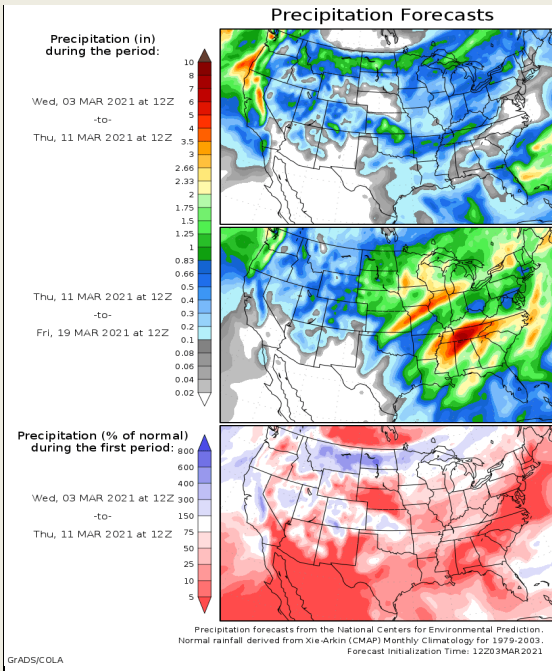 Precipitation Forecasts
Precipitation (in)
during the period:
Wed, 03 MAR 2021 at 12Z
-to-
Thu, 11 MAR 2021 at 12Z
10
8
7
6
5
4
3.5
3
2.66
2.33
2
1.75
1.5
1.25
1
0.83
0.66
0.5
0.4
0.3
0.2
0.1
0.08
0.06
0.04
0.02
Thu, 11 MAR 2021 at 12Z
-to-
Fri, 19 MAR 2021 at 12Z
Precipitation (% of normal)
during the first period:
800
600
400
300
150
75
50
25
10
5
Wed, 03 MAR 2021 at 12Z
-to-
Thu, 11 MAR 2021 at 12Z
Precipitation forecasts from the National Centers for Environmental Prediction.
Normal rainfall derived from Xie-Arkin (CMAP) Monthly Climatology for 1979-2003.
Forecast Initialization Time: 12Z03MAR2021
GrADS/COLA